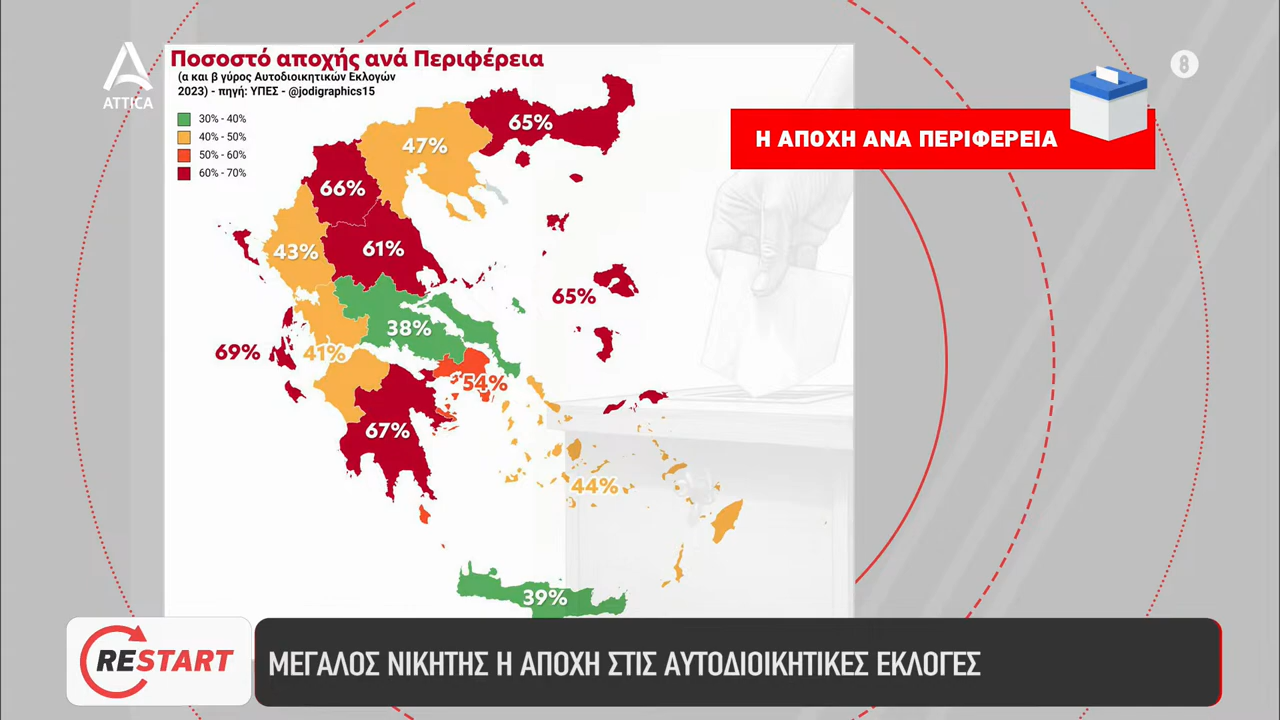 Ποσοστό αποχής ανά Περιφέρεια
(α και β γύρος Αυτοδιοικητικών Εκλογών
2023) - πηγή: ΥΠΕΣ - @jodigraphics15
ATTICA
8
Η ΑΠΟΧΗ ΑΝΑ ΠΕΡΙΦΕΡΕΙΑ
30% - 40%
40% - 50%
50% - 60%
60% - 70%
65%
47%
66%
43%
61%
65%
38%
69%
41%
54%
67%
44%
39%
RESTART
ΜΕΓΑΛΟΣ ΝΙΚΗΤΗΣ Η ΑΠΟΧΗ ΣΤΙΣ ΑΥΤΟΔΙΟΙΚΗΤΙΚΕΣ ΕΚΛΟΓΕΣ